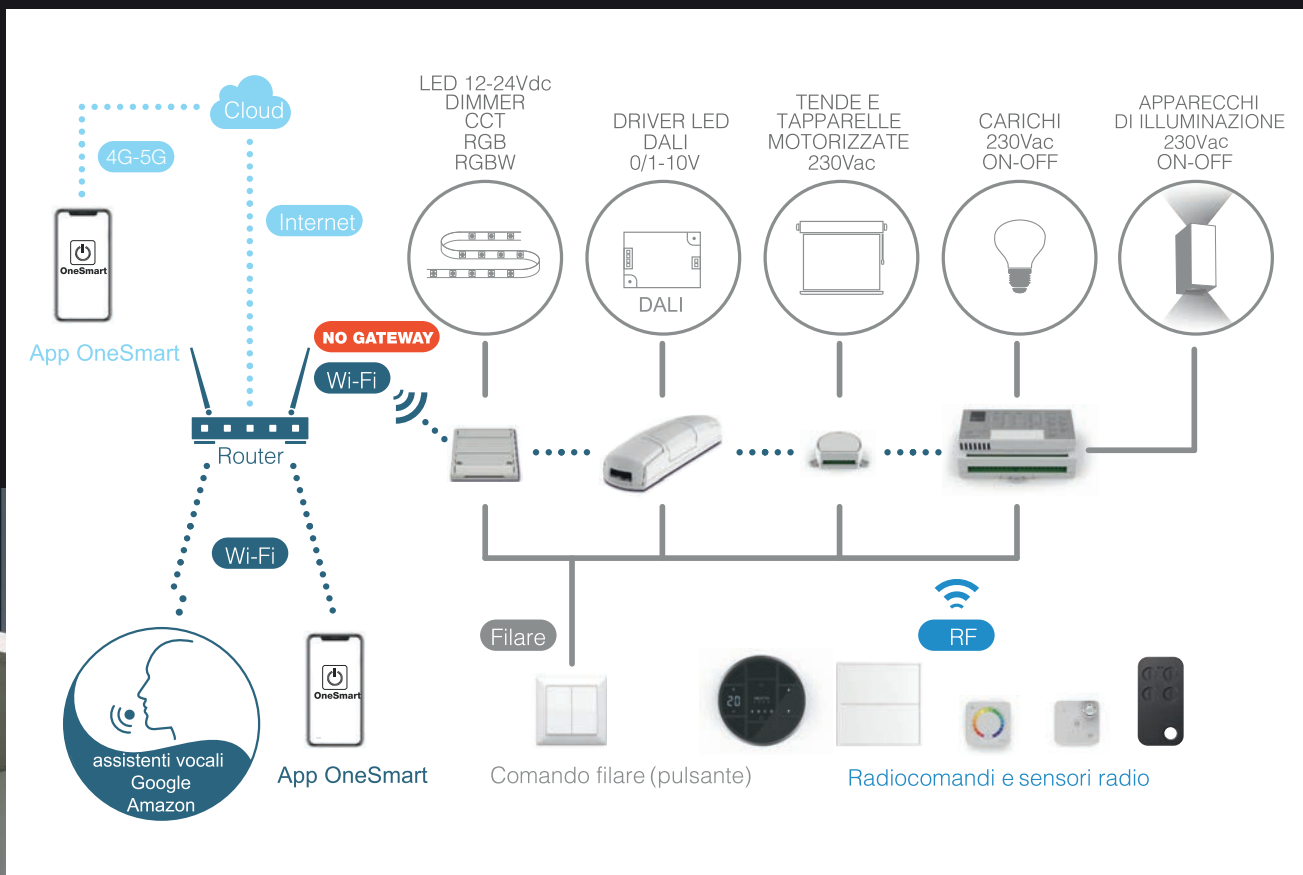 Cloud
4G-5G
Internet
OneSmart
App OneSmart
LED 12-24Vdc
DIMMER
CCT
RGB
RGBW
DRIVER LED
DALI
0/1-10V
TENDE E
TAPPARELLE
MOTORIZZATE
230Vac
CARICHI
230Vac
ON-OFF
APPARECCHI
DI ILLUMINAZIONE
230Vac
ON-OFF
DALI
NO GATEWAY
Wi-Fi
Router
Wi-Fi
Filare
RF
assistenti vocali
Google
Amazon
OneSmart
App OneSmart
20
Comando filare (pulsante)
Radiocomandi e sensori radio